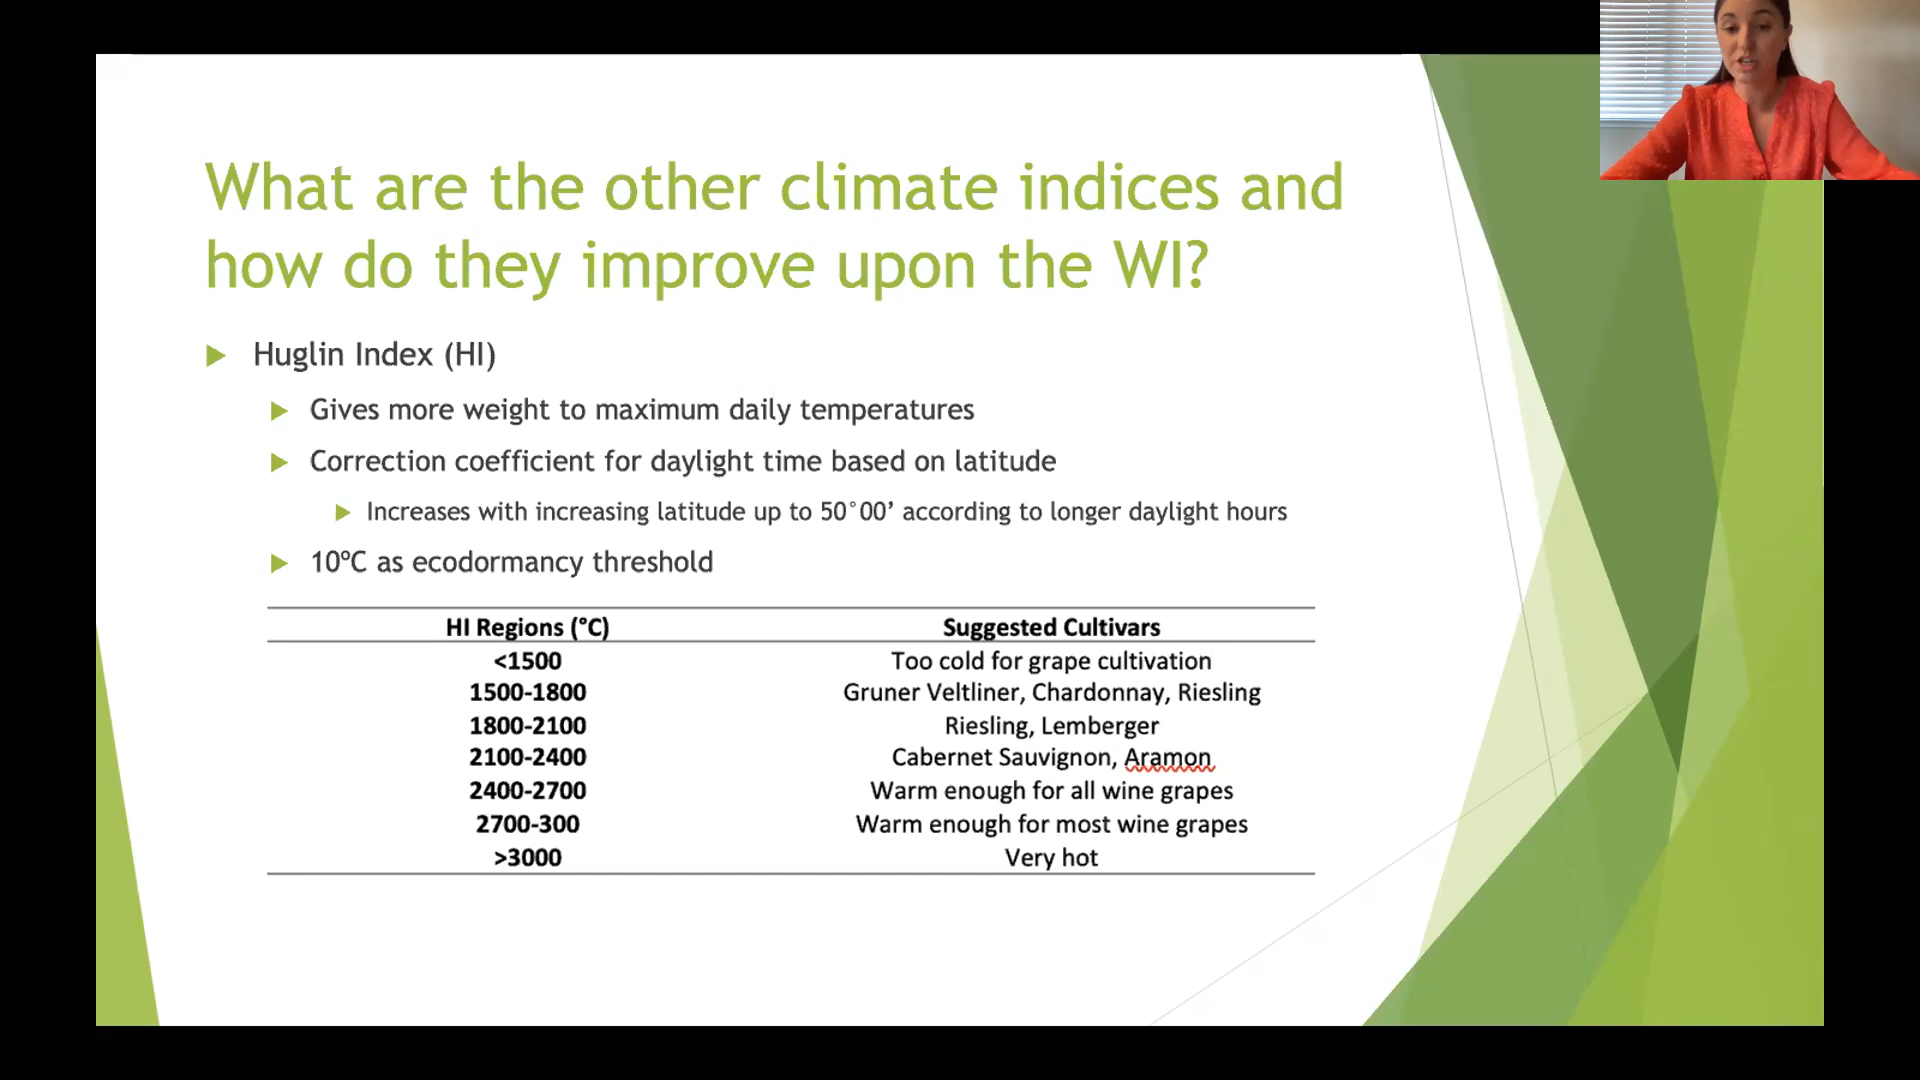 What are the other climate indices and
how do they improve upon the WI?
Huglin Index (HI)
Gives more weight to maximum daily temperatures
Correction coefficient for daylight time based on latitude
Increases with increasing latitude up to 50°00’ according to longer daylight hours
10ºC as ecodormancy threshold
HI Regions (°C) Suggested Cultivars
<1500 Too cold for grape cultivation
1500-1800 Gruner Veltliner, Chardonnay, Riesling
1800-2100 Riesling, Lemberger
2100-2400 Cabernet Sauvignon, Aramon
2400-2700 Warm enough for all wine grapes
2700-300 Warm enough for most wine grapes
>3000 Very hot